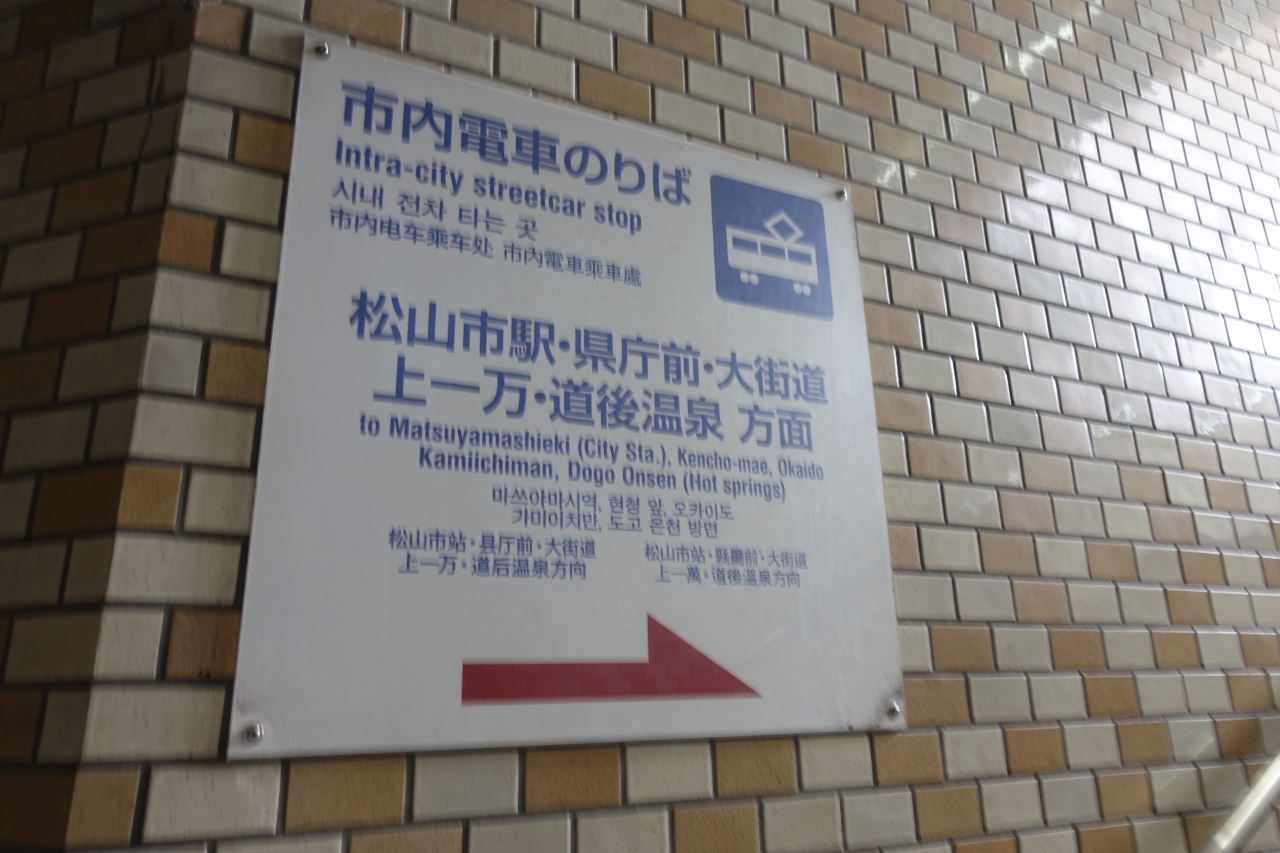 市内電車のりば
Intra-city streetcar stop
시내 전차 타는 곳
市内电车乘车处 市內電車乘車處
松山市駅・県庁前・大街道
上一万・道後温泉 方面
to Matsuyamashieki (City Sta.), Kencho-mae, Okaido
Kamiichiman, Dogo Onsen (Hot springs)
마쓰야마시역, 현청 앞, 오카이도
가미이치만, 도고 온천 방면
松山市站・县厅前・大街道
上一万・道后温泉方向
松山市站・縣廳前・大街道
上一萬・道後溫泉方向